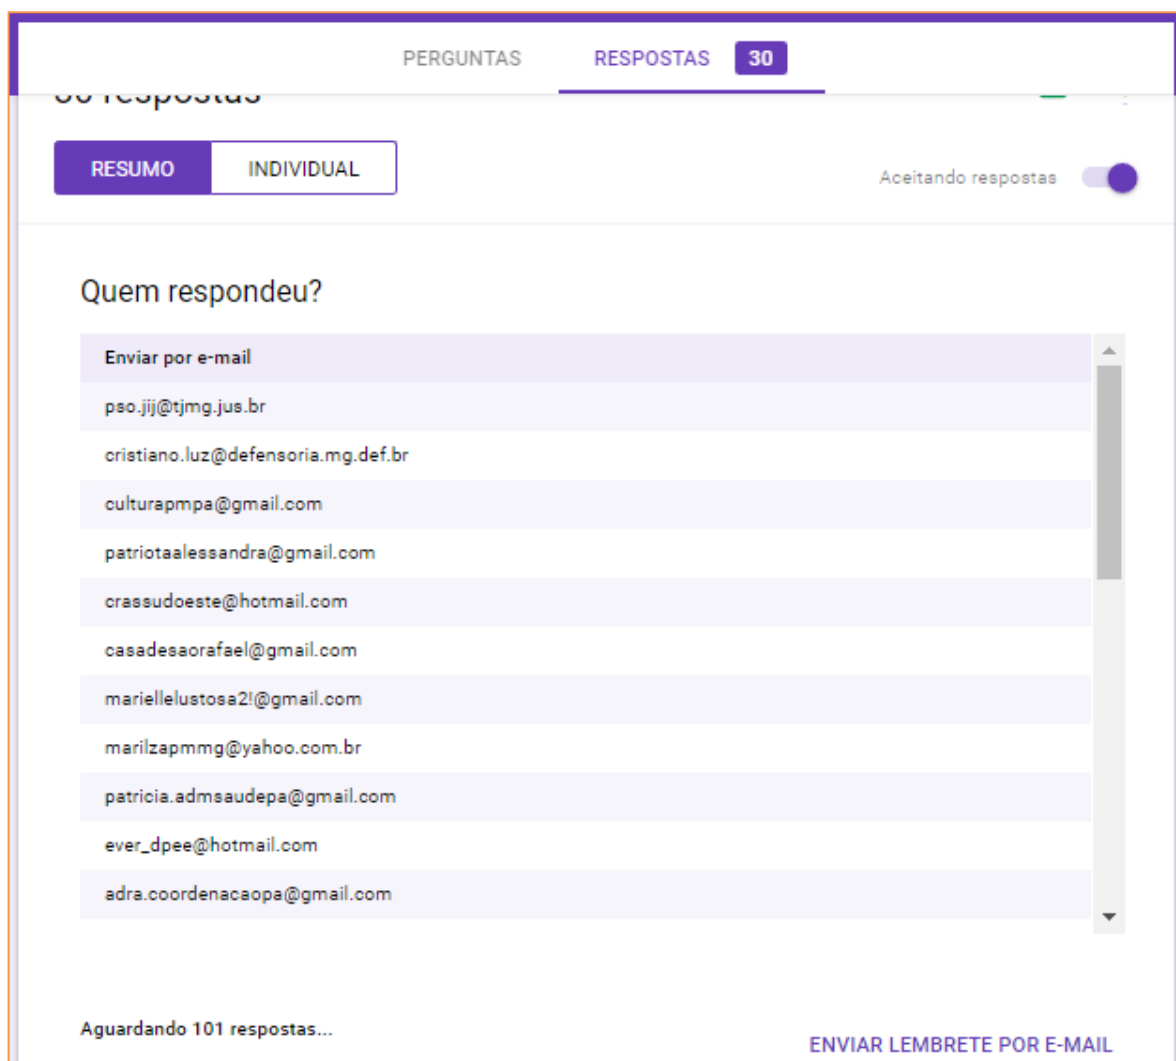 PERGUNTAS RESPOSTAS 30
30 respostas
RESUMO INDIVIDUAL
Aceitando respostas
Quem respondeu?
Enviar por e-mail
pso.jij@tjmg.jus.br
cristiano.luz@defensoria.mg.def.br
culturapmpa@gmail.com
patriotaalessandra@gmail.com
crassudoeste@hotmail.com
casadesaorafael@gmail.com
mariellelustosa2!@gmail.com
marilzapmmg@yahoo.com.br
patricia.admsaudepa@gmail.com
ever_dpee@hotmail.com
adra.coordenacaopa@gmail.com
Aguardando 101 respostas...
ENVIAR LEMBRETE POR E-MAIL